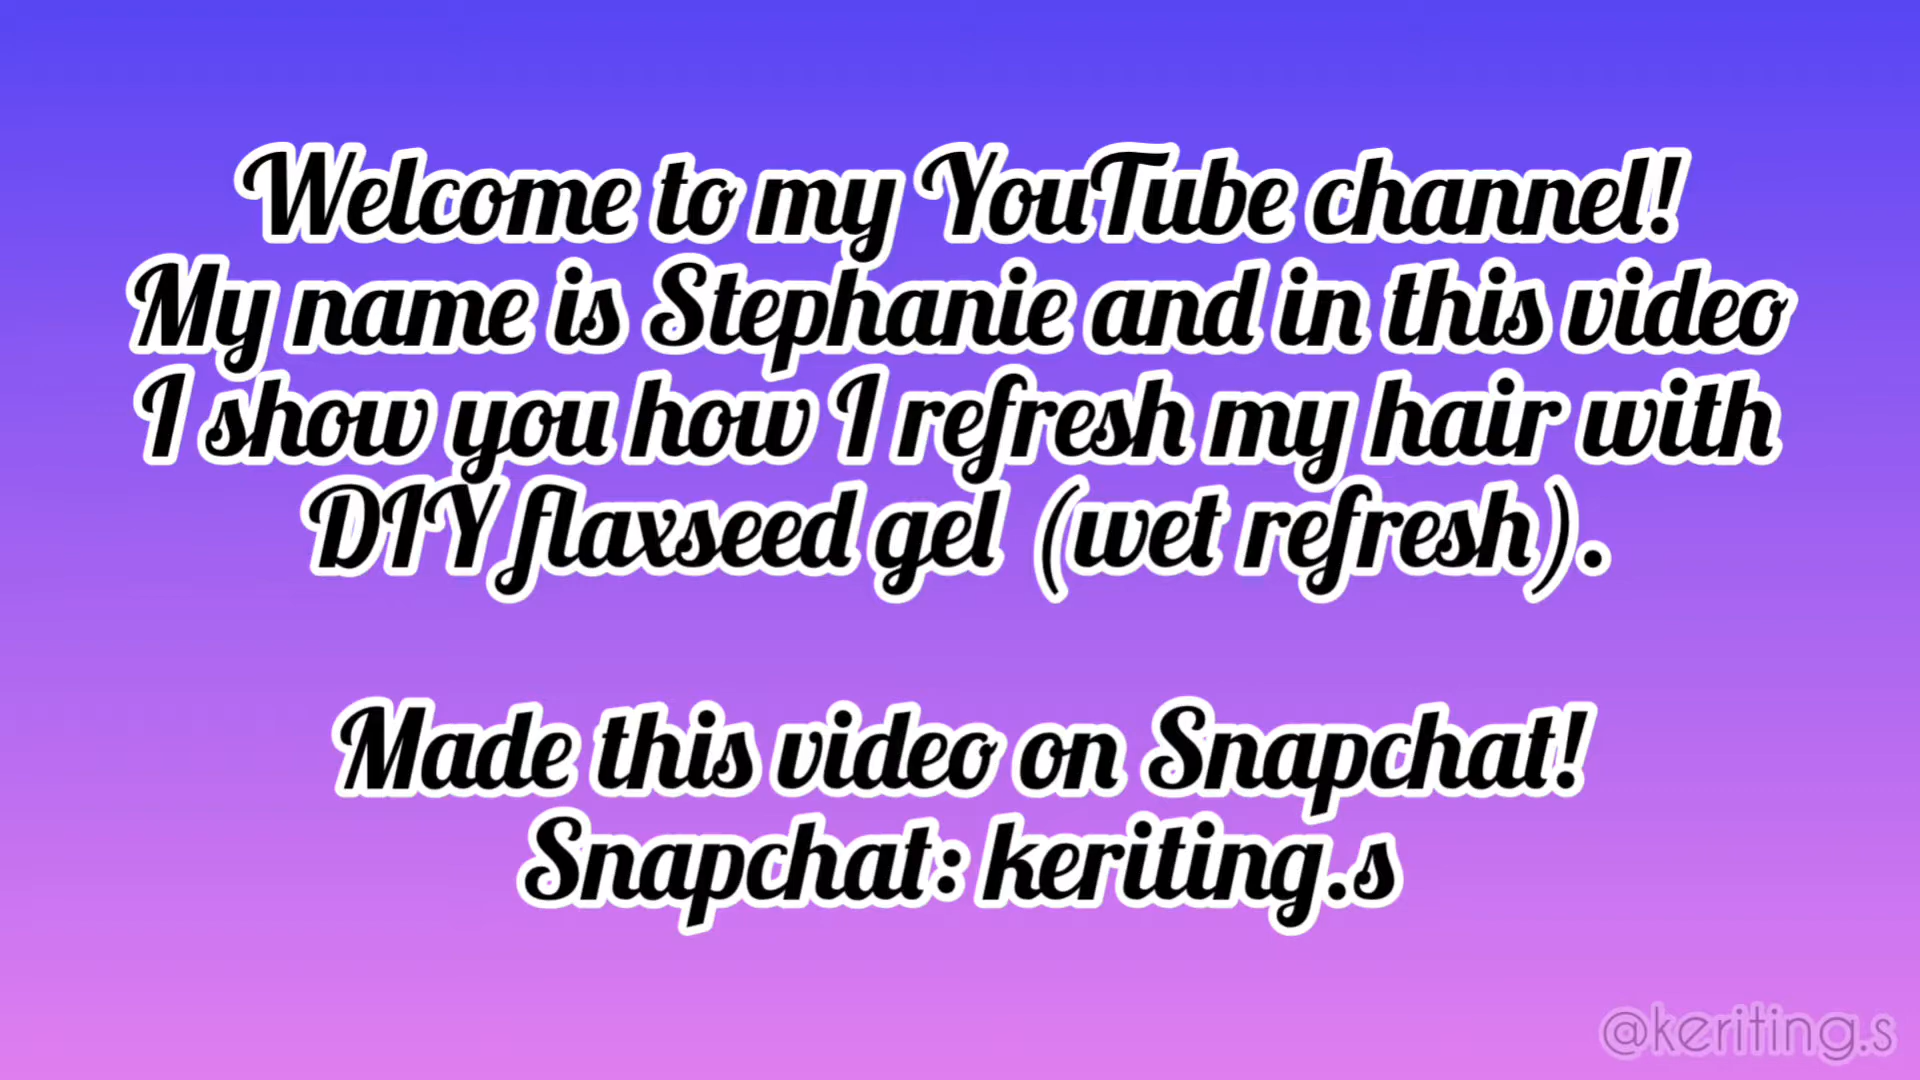 Welcome to my YouTube channel!
My name is Stephanie and in this video
I show you how I refresh my hair with
DIY flaxseed gel (wet refresh).
Made this video on Snapchat!
Snapchat: keriting.s
@keriting.s